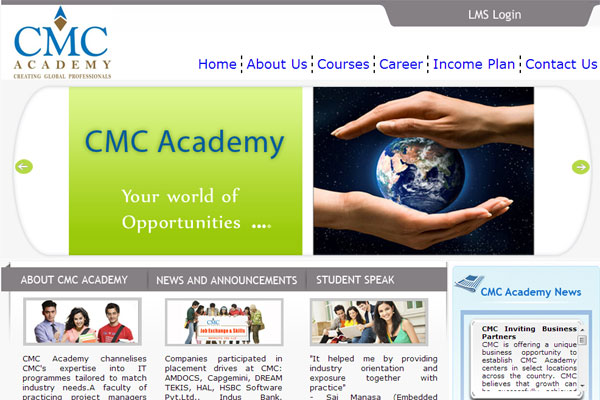 LMS Login
CMC
ACADEMY
CREATING GLOBAL PROFESSIONALS
Home About Us Courses Career Income Plan Contact Us
CMC Academy
Your world of
Opportunities ....
ABOUT CMC ACADEMY
CMC Academy channelises
CMC's expertise into IT
programmes tailored to match
industry needs.A faculty of
practicing project managers
NEWS AND ANNOUNCEMENTS
CMC
Job Exchange & Skills
Companies participated in
placement drives at CMC:
AMDOCS, Capgemini, DREAM
TEKIS, HAL, HSBC Software
Pvt.Ltd., Indus Bank,
STUDENT SPEAK
"It helped me by providing
industry orientation and
exposure together with
practice"
- Sai Manasa (Embedded
CMC Academy News
CMC Inviting Business
Partners
CMC is offering a unique
business opportunity to
establish CMC Academy
centers in select locations
across the country. CMC
believes that growth can
be successfully achieved